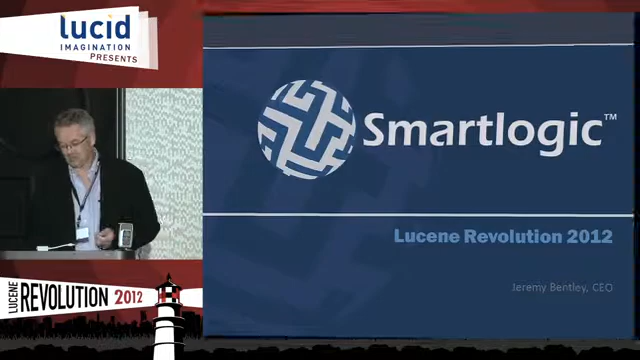 lucid
IMAGINATION
PRESENTS
Smartlogic™
Lucene Revolution 2012
Jeremy Bentley, CEO
LUCENE
REVOLUTION 2012